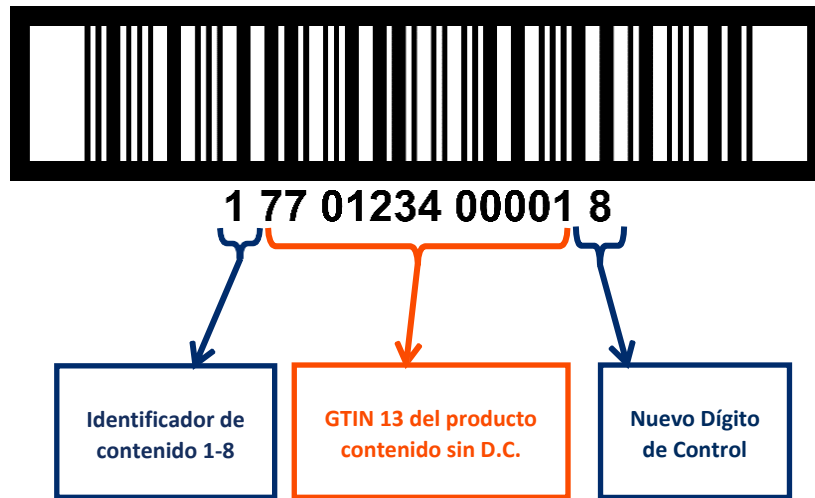 1 77 01234 00001 8
Identificador de
contenido 1-8
GTIN 13 del producto
contenido sin D.C.
Nuevo Dígito
de Control